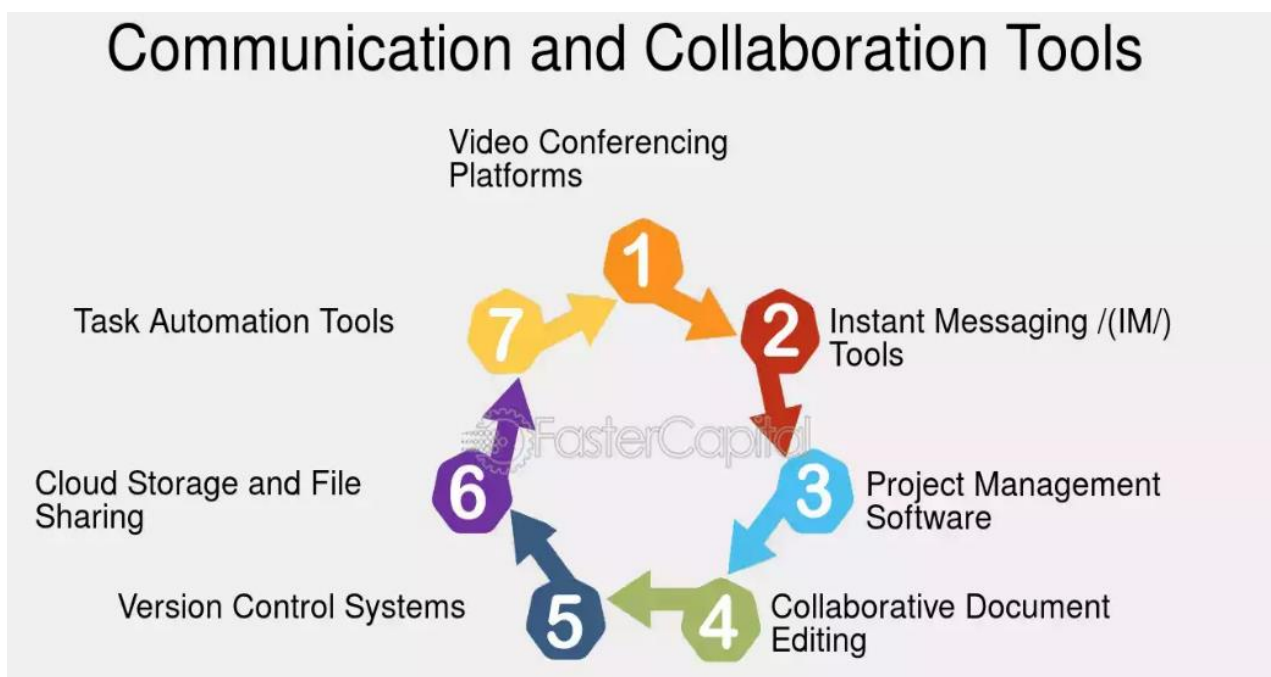 Communication and Collaboration Tools
Video Conferencing
Platforms
1
2
Instant Messaging /(IM/)
Tools
3
Project Management
Software
4
Collaborative Document
Editing
5
Version Control Systems
6
Cloud Storage and File
Sharing
7
Task Automation Tools
FasterCapital